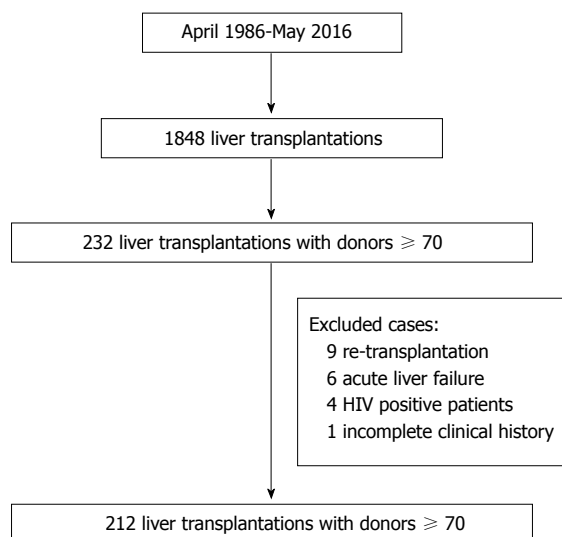 April 1986-May 2016
1848 liver transplantations
232 liver transplantations with donors ⩾ 70
Excluded cases:
9 re-transplantation
6 acute liver failure
4 HIV positive patients
1 incomplete clinical history
212 liver transplantations with donors ⩾ 70